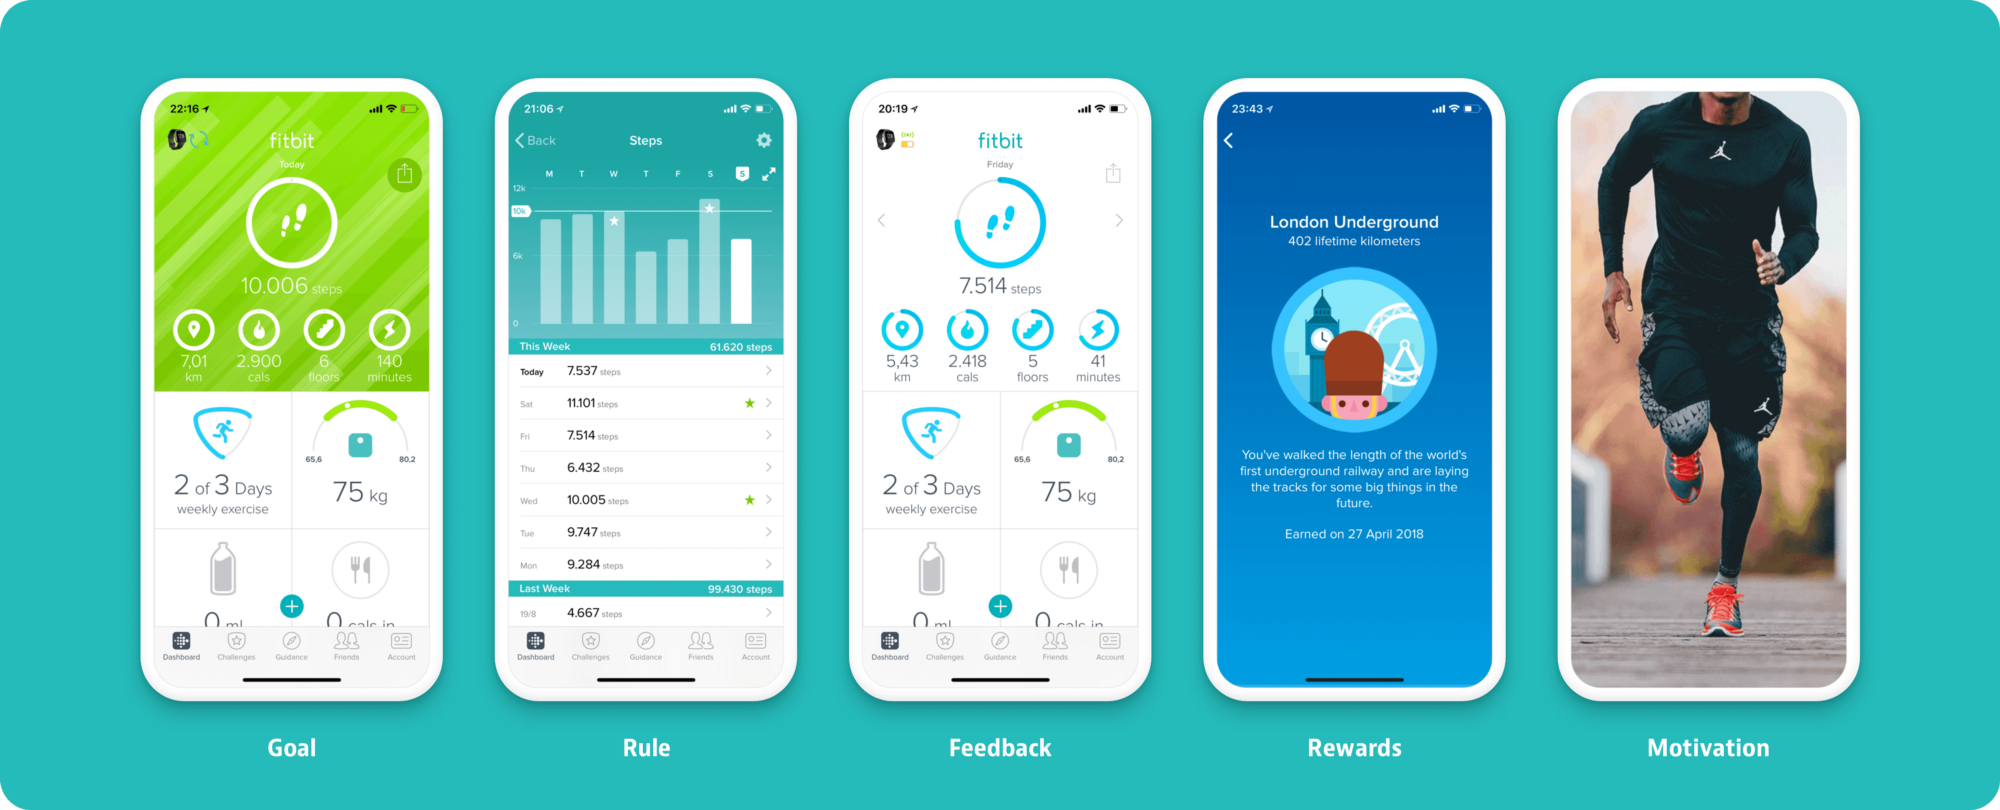 22:16
fitbit
Today
10.006 steps
7,01 2.900 6 140
km cals floors minutes
2 of 3 Days
weekly exercise
65,6 80,2
75 kg
0 ml 0 cals in
Dashboard Challenges Guidance Friends Account
Goal
21:06
Back Steps
M T W T F S S
12k
10k
6k
0
This Week 61.620 steps
Today 7.537 steps
Sat 11.101 steps
Fri 7.514 steps
Thu 6.432 steps
Wed 10.005 steps
Tue 9.747 steps
Mon 9.284 steps
Last Week 99.430 steps
19/8 4.667 steps
Dashboard Challenges Guidance Friends Account
Rule
20:19
fitbit
Friday
7.514 steps
5,43 2.418 5 41
km cals floors minutes
2 of 3 Days
weekly exercise
65,6 80,2
75 kg
0 ml 0 cals in
Dashboard Challenges Guidance Friends Account
Feedback
23:43
London Underground
402 lifetime kilometers
You've walked the length of the world's
first underground railway and are laying
the tracks for some big things in the
future.
Earned on 27 April 2018
Rewards
Motivation